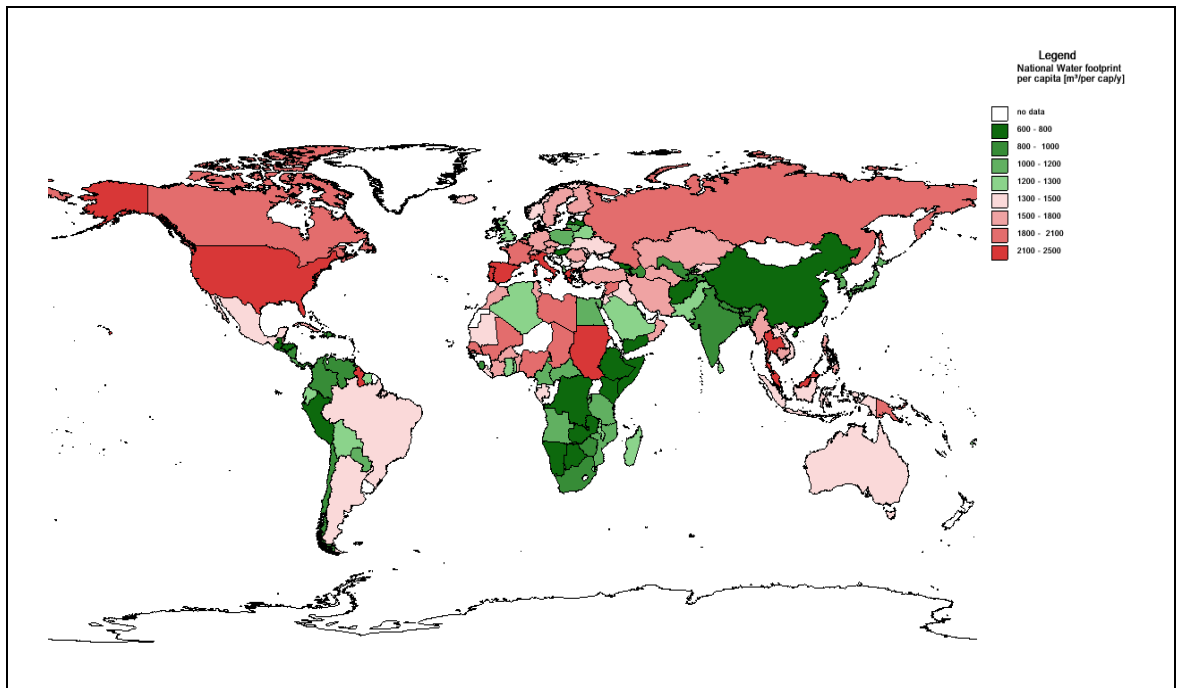 Legend
National Water footprint
per capita [m³/per cap/y]
no data
600 - 800
800 - 1000
1000 - 1200
1200 - 1300
1300 - 1500
1500 - 1800
1800 - 2100
2100 - 2500